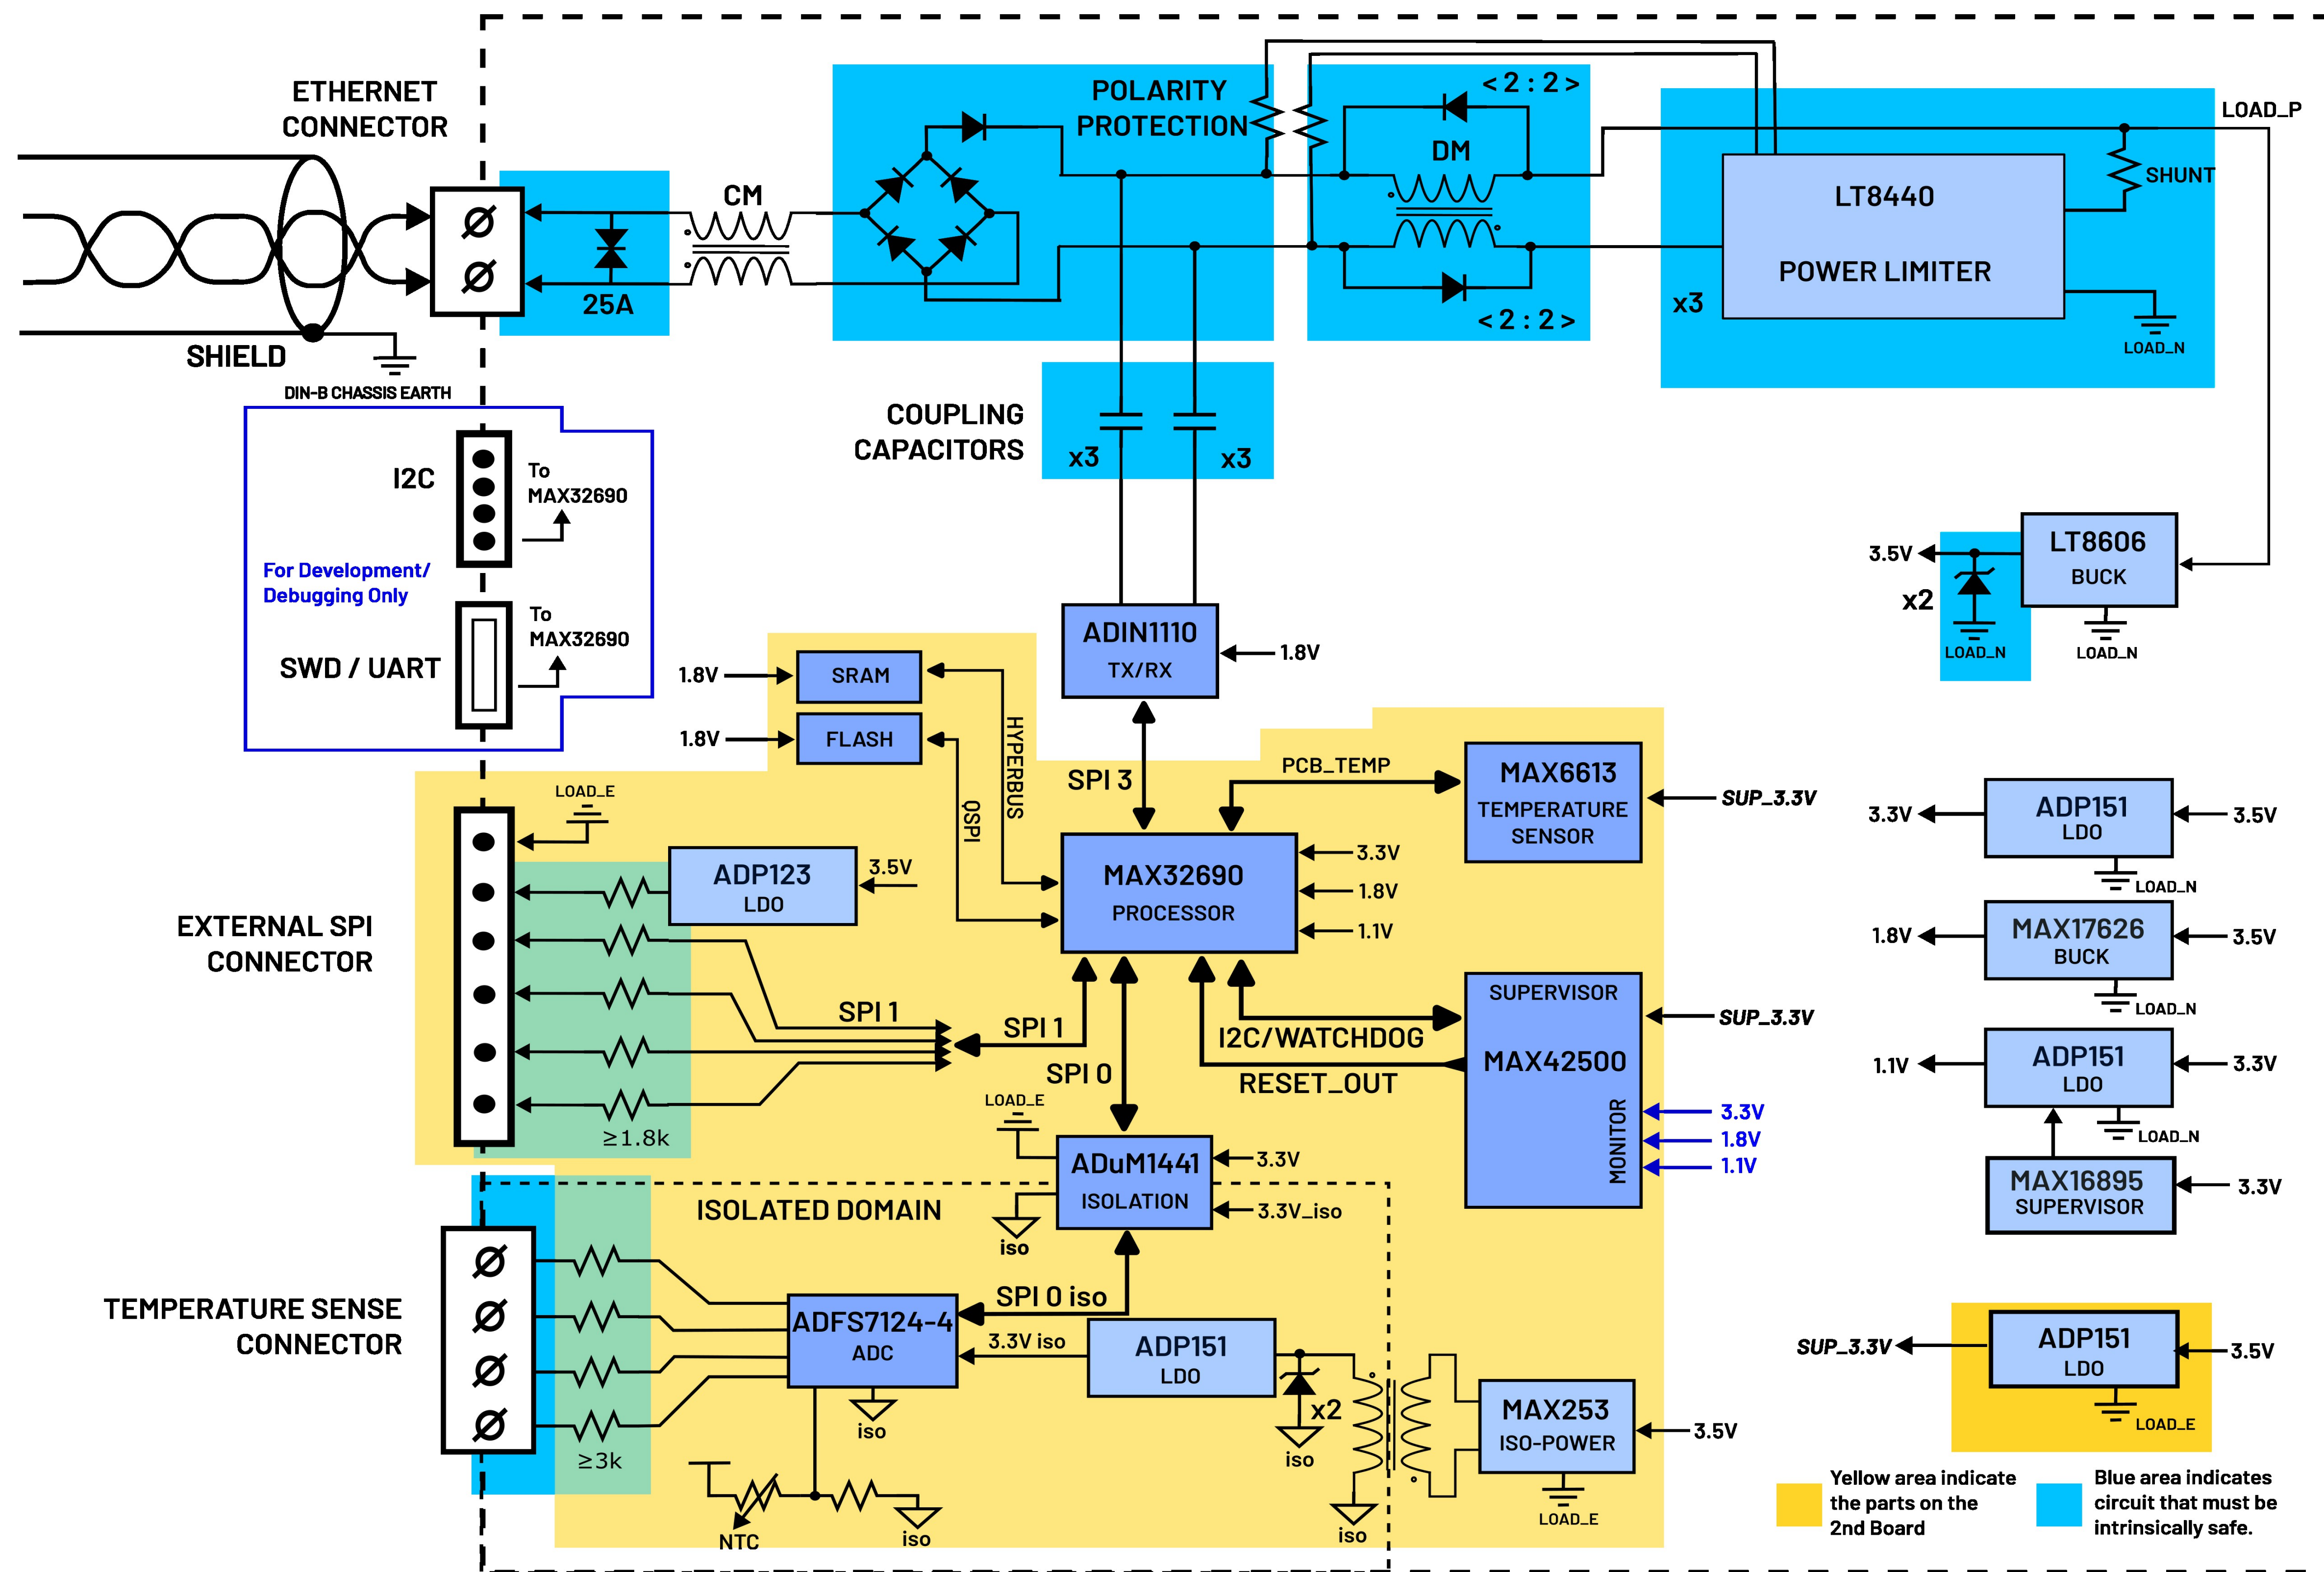 ETHERNET
CONNECTOR
SHIELD
DIN-B CHASSIS EARTH
25A
CM
POLARITY
PROTECTION
<2:2>
DM
<2:2>
LT8440
POWER LIMITER
x3
SHUNT
LOAD_P
LOAD_N
COUPLING
CAPACITORS
x3
x3
I2C
To
MAX32690
For Development/
Debugging Only
SWD / UART
To
MAX32690
3.5V
x2
LOAD_N
LT8606
BUCK
LOAD_N
ADIN1110
TX/RX
1.8V
1.8V
SRAM
1.8V
FLASH
HYPERBUS
QSPI
SPI 3
PCB_TEMP
MAX6613
TEMPERATURE
SENSOR
SUP_3.3V
3.3V
ADP151
LDO
3.5V
LOAD_N
LOAD_E
ADP123
LDO
3.5V
MAX32690
PROCESSOR
3.3V
1.8V
1.1V
EXTERNAL SPI
CONNECTOR
1.8V
MAX17626
BUCK
3.5V
LOAD_N
SPI 1
SPI 1
≥1.8k
SPI 0
I2C/WATCHDOG
RESET_OUT
SUPERVISOR
MAX42500
MONITOR
SUP_3.3V
3.3V
1.8V
1.1V
1.1V
ADP151
LDO
3.3V
LOAD_N
MAX16895
SUPERVISOR
3.3V
LOAD_E
ADuM1441
ISOLATION
3.3V
3.3V_iso
iso
ISOLATED DOMAIN
TEMPERATURE SENSE
CONNECTOR
≥3k
ADFS7124-4
ADC
iso
SPI 0 iso
3.3V iso
ADP151
LDO
x2
iso
iso
MAX253
ISO-POWER
3.5V
LOAD_E
NTC
iso
SUP_3.3V
ADP151
LDO
3.5V
LOAD_E
Yellow area indicate
the parts on the
2nd Board
Blue area indicates
circuit that must be
intrinsically safe.